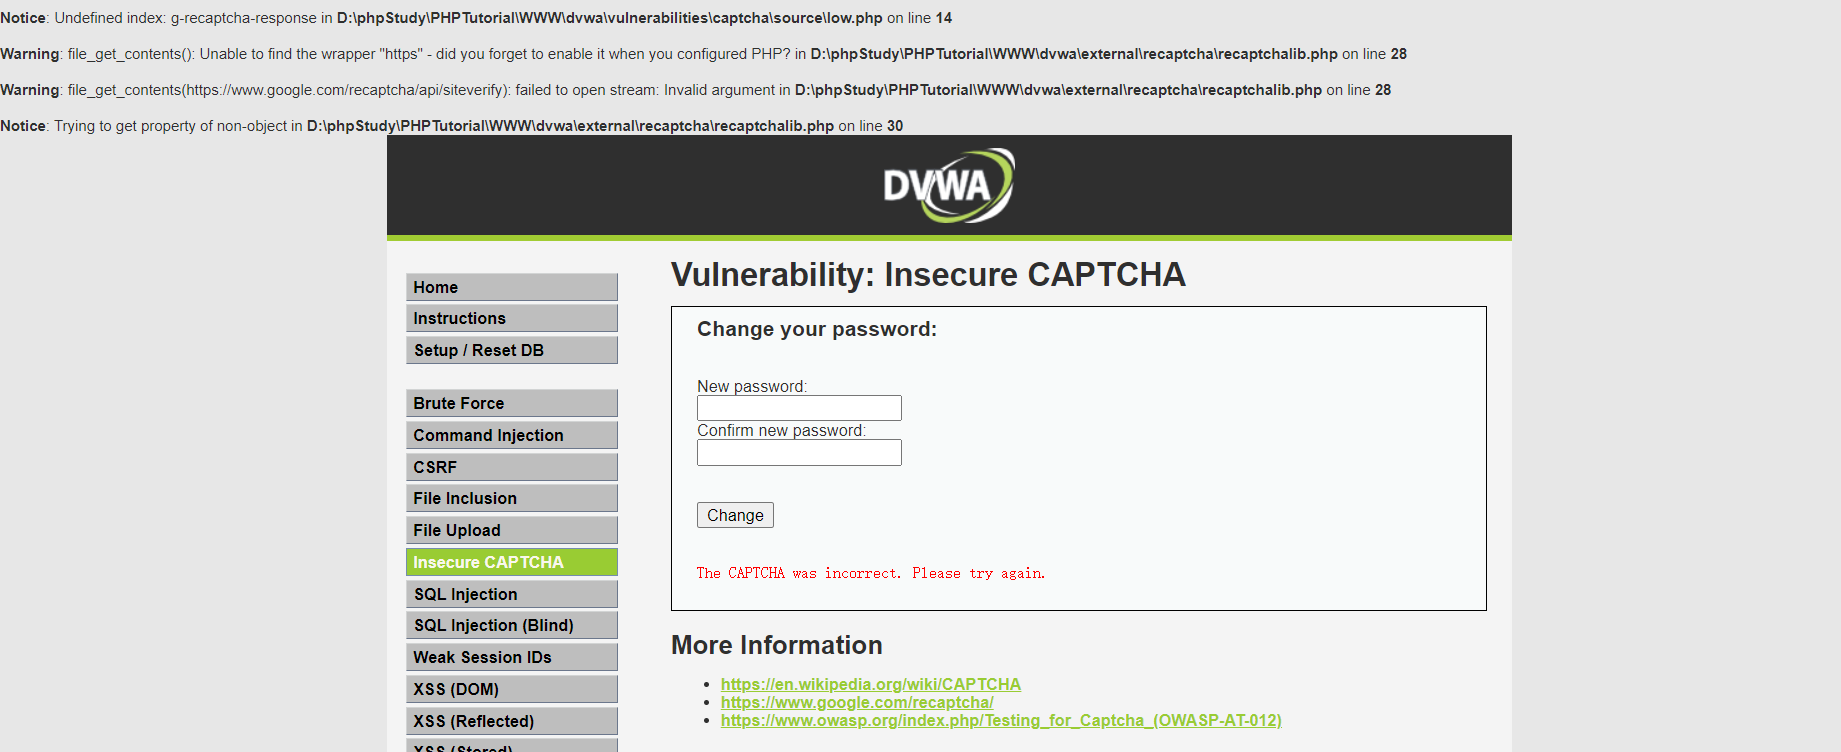 Notice: Undefined index: g-recaptcha-response in D:\phpStudy\PHPTutorial\WWW\dvwa\vulnerabilities\captcha\source\low.php on line 14
Warning: file_get_contents(): Unable to find the wrapper "https" - did you forget to enable it when you configured PHP? in D:\phpStudy\PHPTutorial\WWW\dvwa\external\recaptcha\recaptchalib.php on line 28
Warning: file_get_contents(https://www.google.com/recaptcha/api/siteverify): failed to open stream: Invalid argument in D:\phpStudy\PHPTutorial\WWW\dvwa\external\recaptcha\recaptchalib.php on line 28
Notice: Trying to get property of non-object in D:\phpStudy\PHPTutorial\WWW\dvwa\external\recaptcha\recaptchalib.php on line 30
DVWA
Home
Instructions
Setup / Reset DB
Brute Force
Command Injection
CSRF
File Inclusion
File Upload
Insecure CAPTCHA
SQL Injection
SQL Injection (Blind)
Weak Session IDs
XSS (DOM)
XSS (Reflected)
XSS (Stored)
Vulnerability: Insecure CAPTCHA
Change your password:
New password:
Confirm new password:
Change
The CAPTCHA was incorrect. Please try again.
More Information
https://en.wikipedia.org/wiki/CAPTCHA
https://www.google.com/recaptcha/
https://www.owasp.org/index.php/Testing_for_Captcha_(OWASP-AT-012)